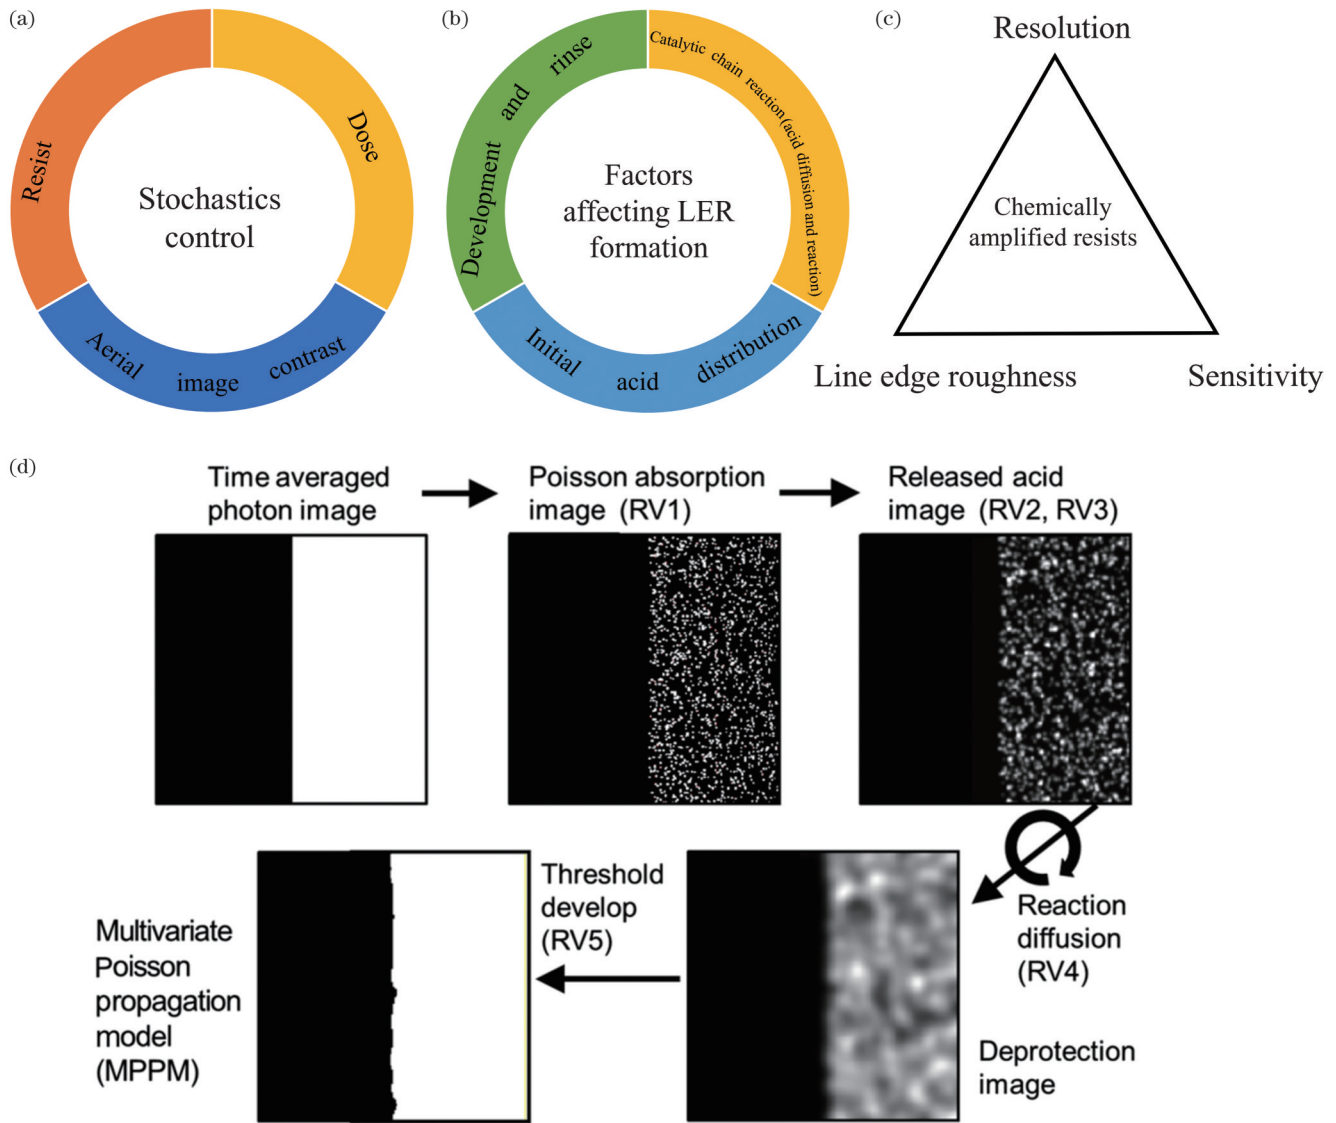 (a)
Resist
Dose
Stochastics
control
Aerial image contrast
(b)
Development and rinse
Catalytic chain reaction(acid diffusion and reaction)
Factors
affecting LER
formation
Initial acid distribution
(c)
Resolution
Chemically
amplified resists
Line edge roughness
Sensitivity
(d)
Time averaged
photon image
Poisson absorption
image (RV1)
Released acid
image (RV2, RV3)
Reaction
diffusion
(RV4)
Deprotection
image
Threshold
develop
(RV5)
Multivariate
Poisson
propagation
model
(MPPM)